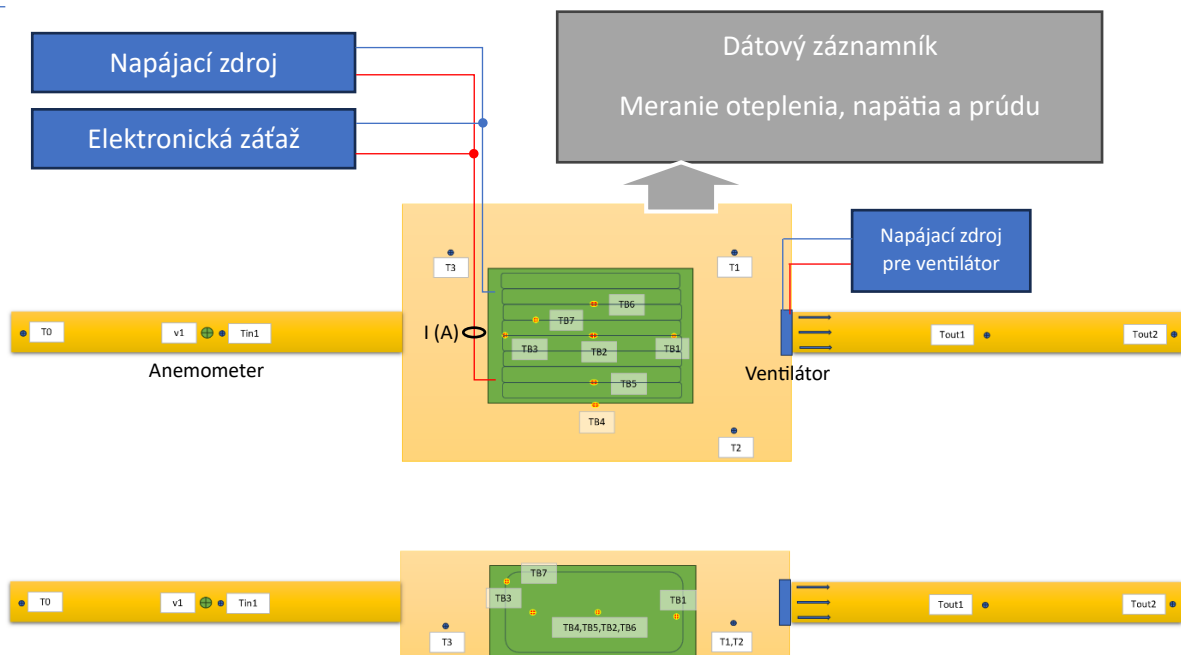 Napájací zdroj
Elektronická záťaž
Dátový záznamník
Meranie oteplenia, napätia a prúdu
Napájací zdroj
pre ventilátor
T3
T1
TB6
TB7
I (A)
TB3
TB2
TB1
T0
v1
Tin1
Tout1
Tout2
Anemometer
Ventilátor
TB5
TB4
T2
TB7
TB3
TB1
T0
v1
Tin1
Tout1
Tout2
TB4,TB5,TB2,TB6
T3
T1,T2